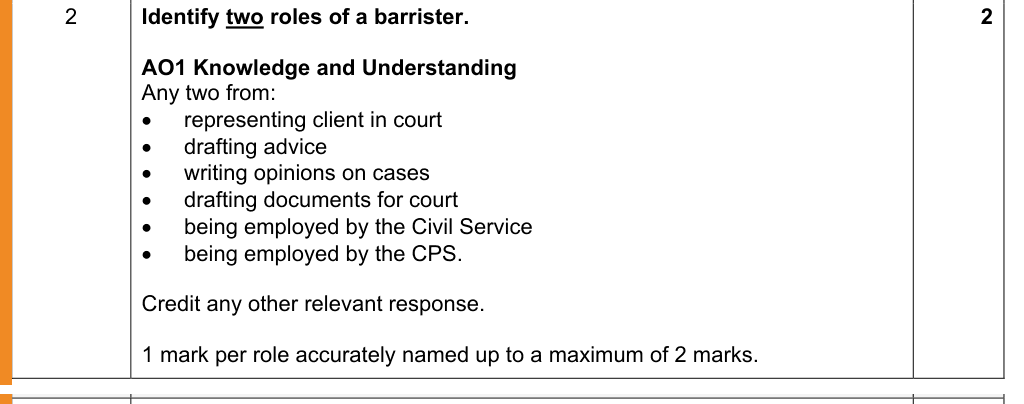 2 Identify two roles of a barrister. 2
AO1 Knowledge and Understanding
Any two from:
• representing client in court
• drafting advice
• writing opinions on cases
• drafting documents for court
• being employed by the Civil Service
• being employed by the CPS.
Credit any other relevant response.
1 mark per role accurately named up to a maximum of 2 marks.